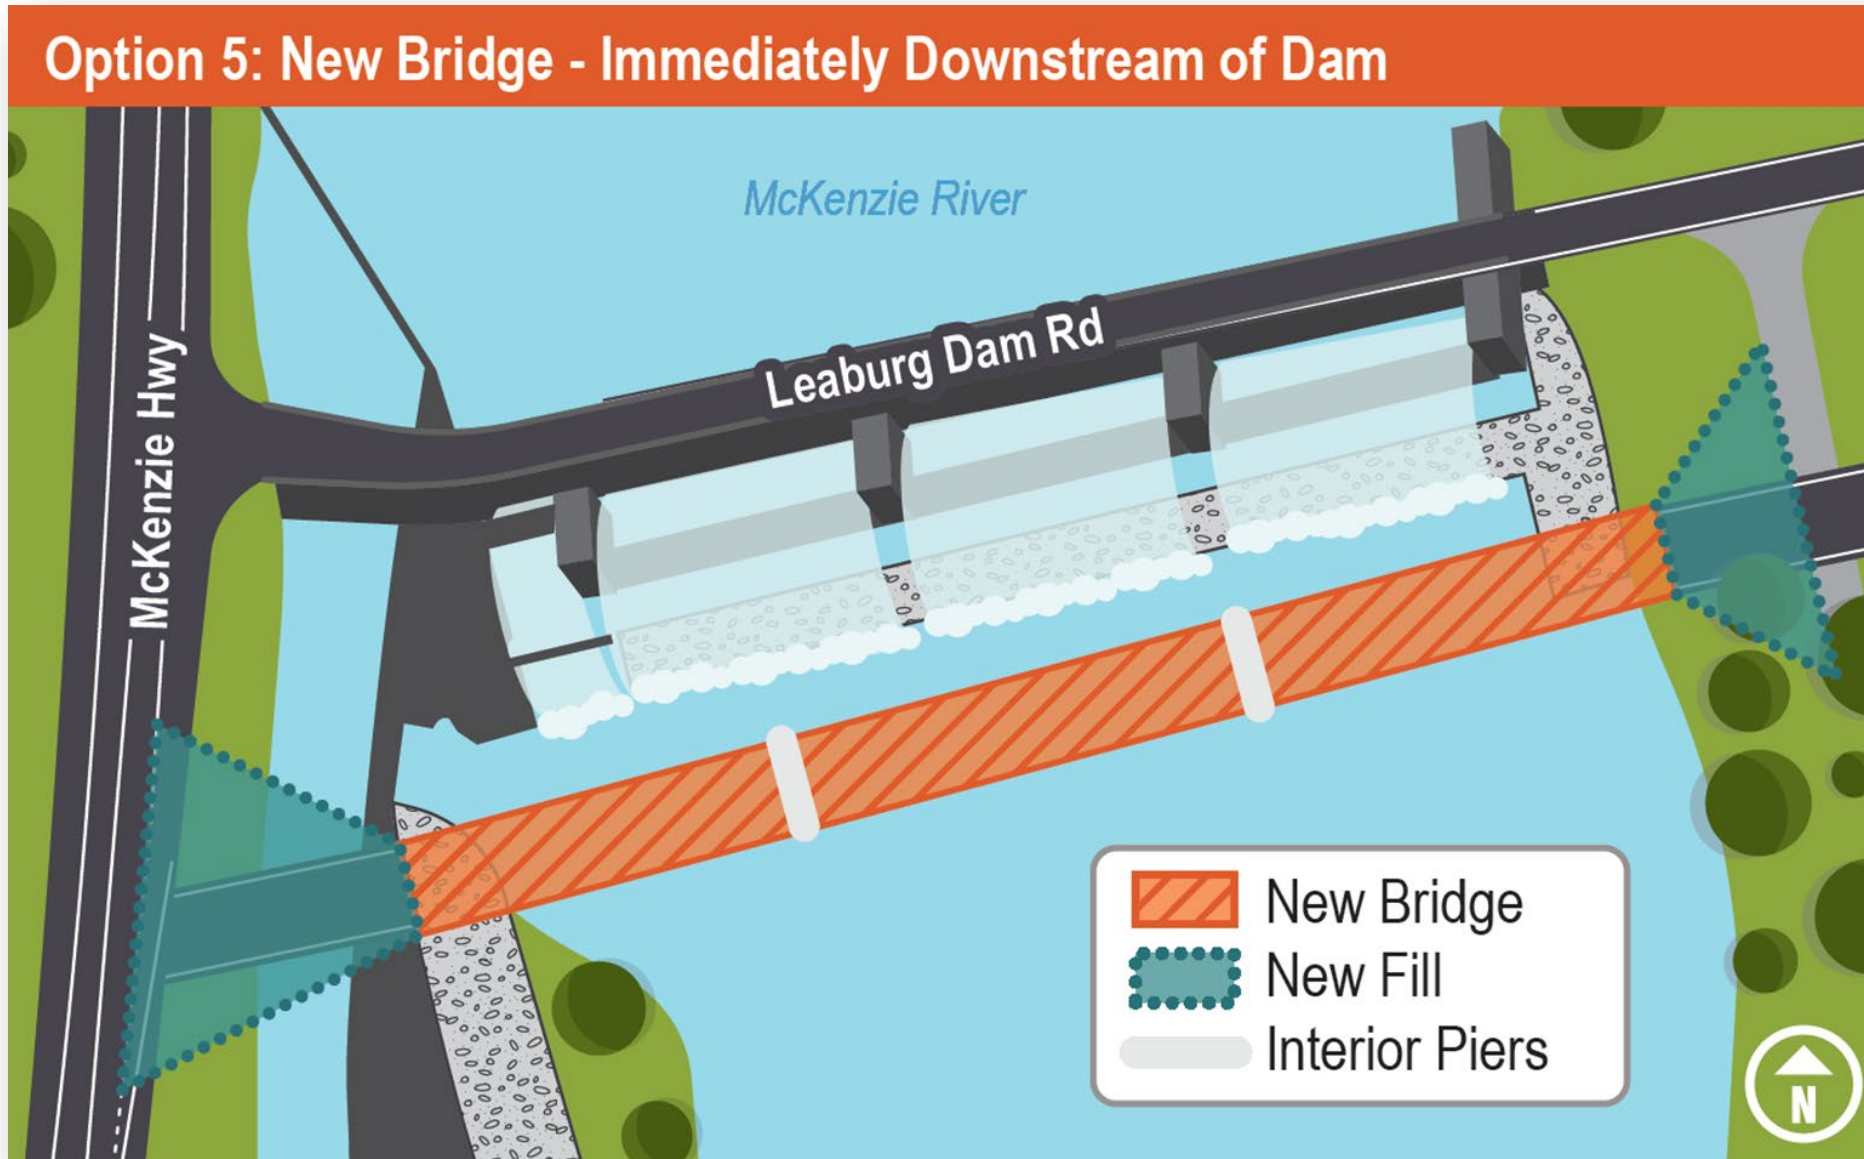 Option 5: New Bridge - Immediately Downstream of Dam
McKenzie River
Leaburg Dam Rd
McKenzie Hwy
New Bridge
New Fill
Interior Piers
N